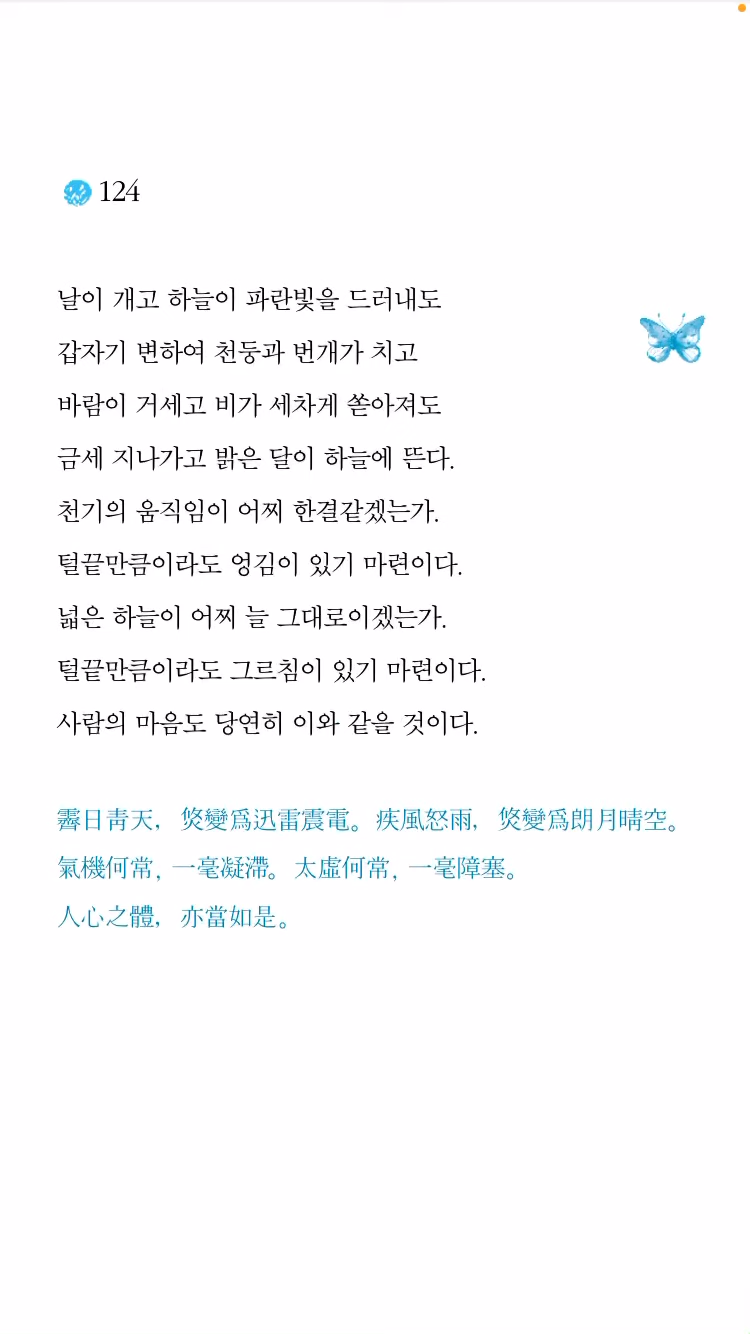 124
날이 개고 하늘이 파란빛을 드러내도
갑자기 변하여 천둥과 번개가 치고
바람이 거세고 비가 세차게 쏟아져도
금세 지나가고 밝은 달이 하늘에 뜬다.
천기의 움직임이 어찌 한결같겠는가.
털끝만큼이라도 엉김이 있기 마련이다.
넓은 하늘이 어찌 늘 그대로이겠는가.
털끝만큼이라도 그르침이 있기 마련이다.
사람의 마음도 당연히 이와 같을 것이다.
霽日靑天, 焂變爲迅雷震電。疾風怒雨, 焂變爲朗月晴空。
氣機何常, 一毫凝滯。太虛何常, 一毫障塞。
人心之體, 亦當如是。